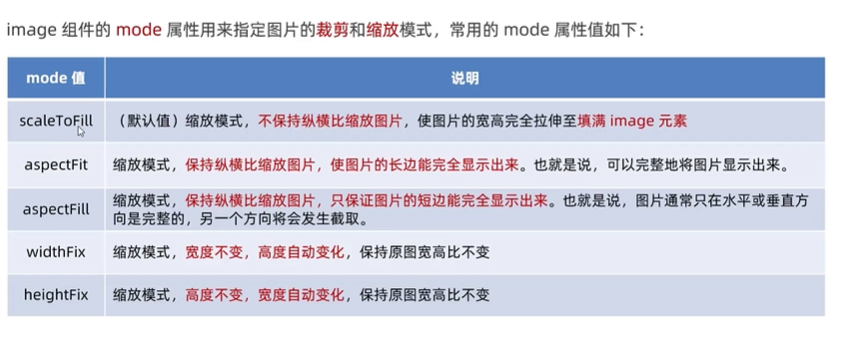 image 组件的 mode 属性用来指定图片的裁剪和缩放模式，常用的 mode 属性值如下：
mode 值 说明
scaleToFill （默认值）缩放模式，不保持纵横比缩放图片，使图片的宽高完全拉伸至填满 image 元素
aspectFit 缩放模式，保持纵横比缩放图片，使图片的长边能完全显示出来。也就是说，可以完整地将图片显示出来。
aspectFill 缩放模式，保持纵横比缩放图片，只保证图片的短边能完全显示出来。也就是说，图片通常只在水平或垂直方
向是完整的，另一个方向将会发生截取。
widthFix 缩放模式，宽度不变，高度自动变化，保持原图宽高比不变
heightFix 缩放模式，高度不变，宽度自动变化，保持原图宽高比不变